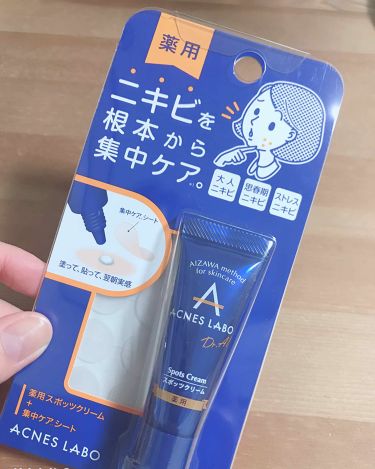 薬用
ニキビを
根本から
集中ケア。
大人
ニキビ
思春期
ニキビ
ストレス
ニキビ
集中ケア、シート
塗って、貼って、翌朝実感
AIZAWA method
for skincare
A
ACNES LABO
Dr. A
Spots Cream
スポッツクリーム
薬用
薬用スポッツクリーム
+
集中ケア シート
ACNES LABO